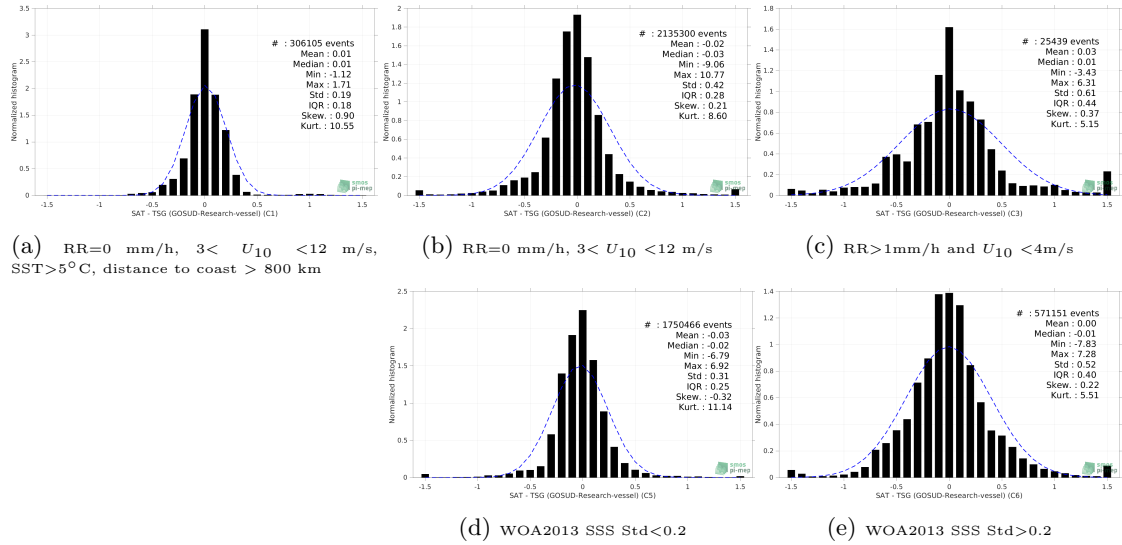 3.5
3
2.5
2
1.5
1
0.5
0
-1.5 -1 -0.5 0 0.5 1 1.5
Normalized histogram
# : 306105 events
Mean : 0.01
Median : 0.01
Min : -1.12
Max : 1.71
Std : 0.19
IQR : 0.18
Skew. : 0.90
Kurt. : 10.55
smos
pi-mep
SAT - TSG (GOSUD-Research-vessel) (C1)
(a) RR=0 mm/h, 3< U10 <12 m/s,
SST>5°C, distance to coast > 800 km
2
1.8
1.6
1.4
1.2
1
0.8
0.6
0.4
0.2
0
-1.5 -1 -0.5 0 0.5 1 1.5
Normalized histogram
# : 2135300 events
Mean : -0.02
Median : -0.03
Min : -9.06
Max : 10.77
Std : 0.42
IQR : 0.28
Skew. : 0.21
Kurt. : 8.60
smos
pi-mep
SAT - TSG (GOSUD-Research-vessel) (C2)
(b) RR=0 mm/h, 3< U10 <12 m/s
1.8
1.6
1.4
1.2
1
0.8
0.6
0.4
0.2
0
-1.5 -1 -0.5 0 0.5 1 1.5
Normalized histogram
# : 25439 events
Mean : 0.03
Median : 0.01
Min : -3.43
Max : 6.31
Std : 0.61
IQR : 0.44
Skew. : 0.37
Kurt. : 5.15
smos
pi-mep
SAT - TSG (GOSUD-Research-vessel) (C3)
(c) RR>1mm/h and U10 <4m/s
2.5
2
1.5
1
0.5
0
-1.5 -1 -0.5 0 0.5 1 1.5
Normalized histogram
# : 1750466 events
Mean : -0.03
Median : -0.02
Min : -6.79
Max : 6.92
Std : 0.31
IQR : 0.25
Skew. : -0.32
Kurt. : 11.14
smos
pi-mep
SAT - TSG (GOSUD-Research-vessel) (C5)
(d) WOA2013 SSS Std<0.2
1.4
1.2
1
0.8
0.6
0.4
0.2
0
-1.5 -1 -0.5 0 0.5 1 1.5
Normalized histogram
# : 571151 events
Mean : 0.00
Median : -0.01
Min : -7.83
Max : 7.28
Std : 0.52
IQR : 0.40
Skew. : 0.22
Kurt. : 5.51
smos
pi-mep
SAT - TSG (GOSUD-Research-vessel) (C6)
(e) WOA2013 SSS Std>0.2